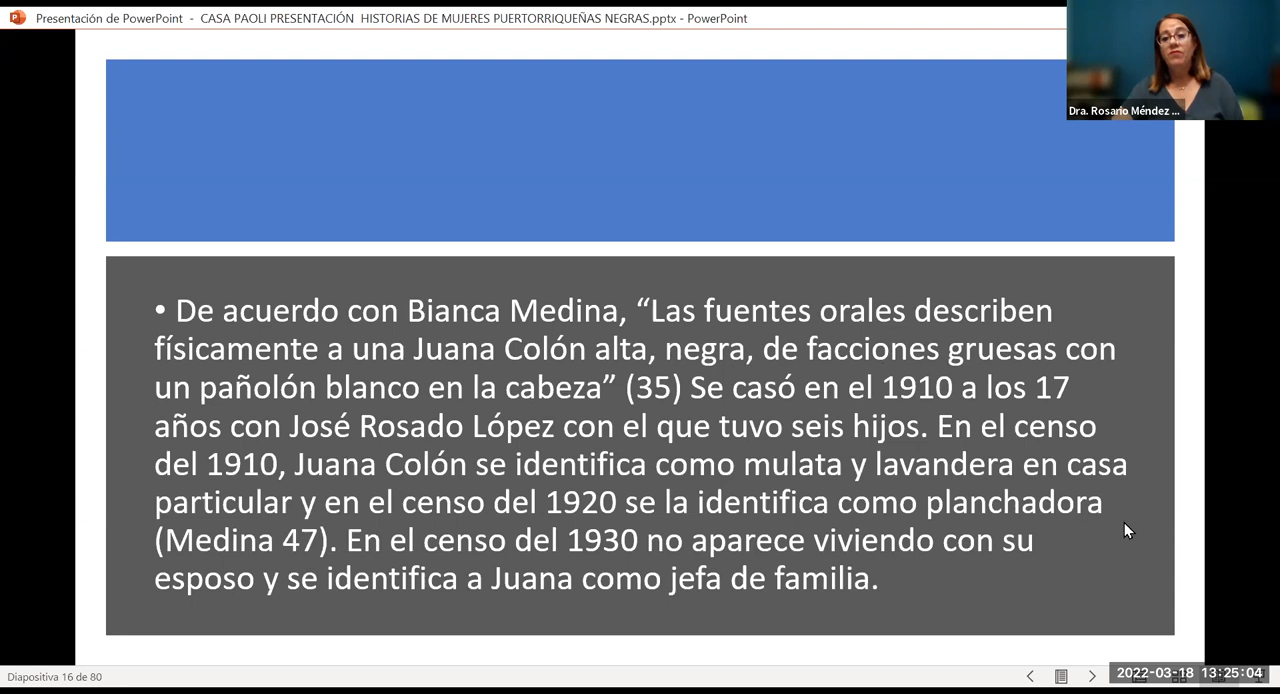 Presentación de PowerPoint - CASA PAOLI PRESENTACIÓN HISTORIAS DE MUJERES PUERTORRIQUEÑAS NEGRAS.pptx - PowerPoint
Dra. Rosario Méndez ...
• De acuerdo con Bianca Medina, “Las fuentes orales describen
físicamente a una Juana Colón alta, negra, de facciones gruesas con
un pañolón blanco en la cabeza” (35) Se casó en el 1910 a los 17
años con José Rosado López con el que tuvo seis hijos. En el censo
del 1910, Juana Colón se identifica como mulata y lavandera en casa
particular y en el censo del 1920 se la identifica como planchadora
(Medina 47). En el censo del 1930 no aparece viviendo con su
esposo y se identifica a Juana como jefa de familia.
Diapositiva 16 de 80
2022-03-18 13:25:04